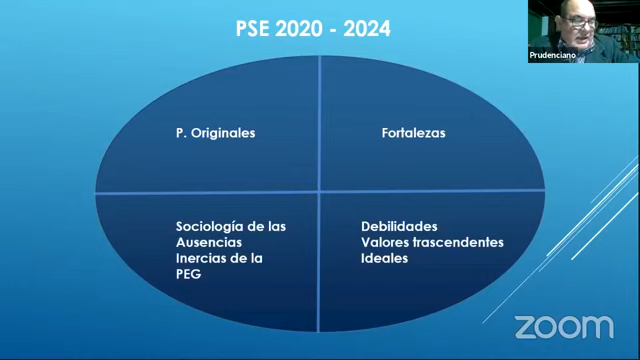 PSE 2020 - 2024
Prudenciano
P. Originales
Fortalezas
Sociología de las
Ausencias
Inercias de la
PEG
Debilidades
Valores trascendentes
Ideales
zoom